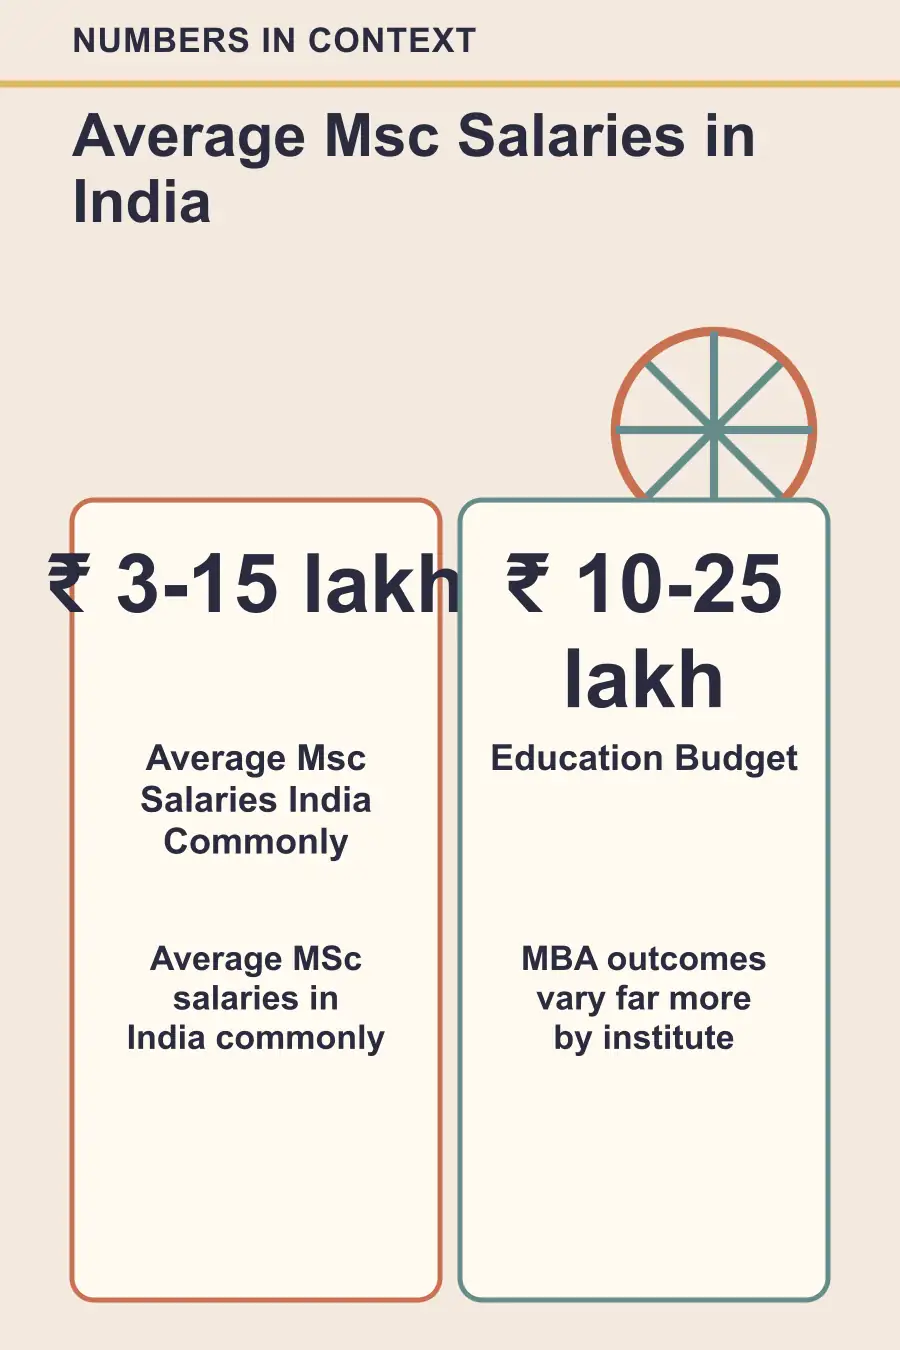 NUMBERS IN CONTEXT
Average Msc Salaries in
India
₹ 3-15 lakh
Average Msc
Salaries India
Commonly
Average MSc
salaries in
India commonly
₹ 10-25
lakh
Education Budget
MBA outcomes
vary far more
by institute